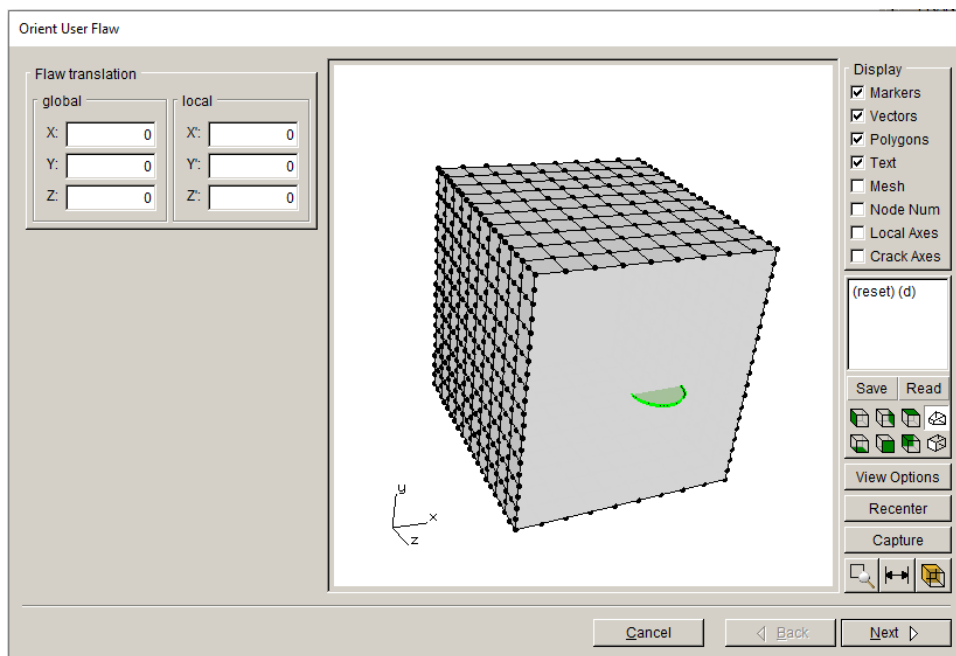 Orient User Flaw
Flaw translation
global
local
X: 0
X': 0
Y: 0
Y': 0
Z: 0
Z': 0
y
x
z
Display
Markers
Vectors
Polygons
Text
Mesh
Node Num
Local Axes
Crack Axes
(reset) (d)
Save Read
View Options
Recenter
Capture
Cancel
Back
Next